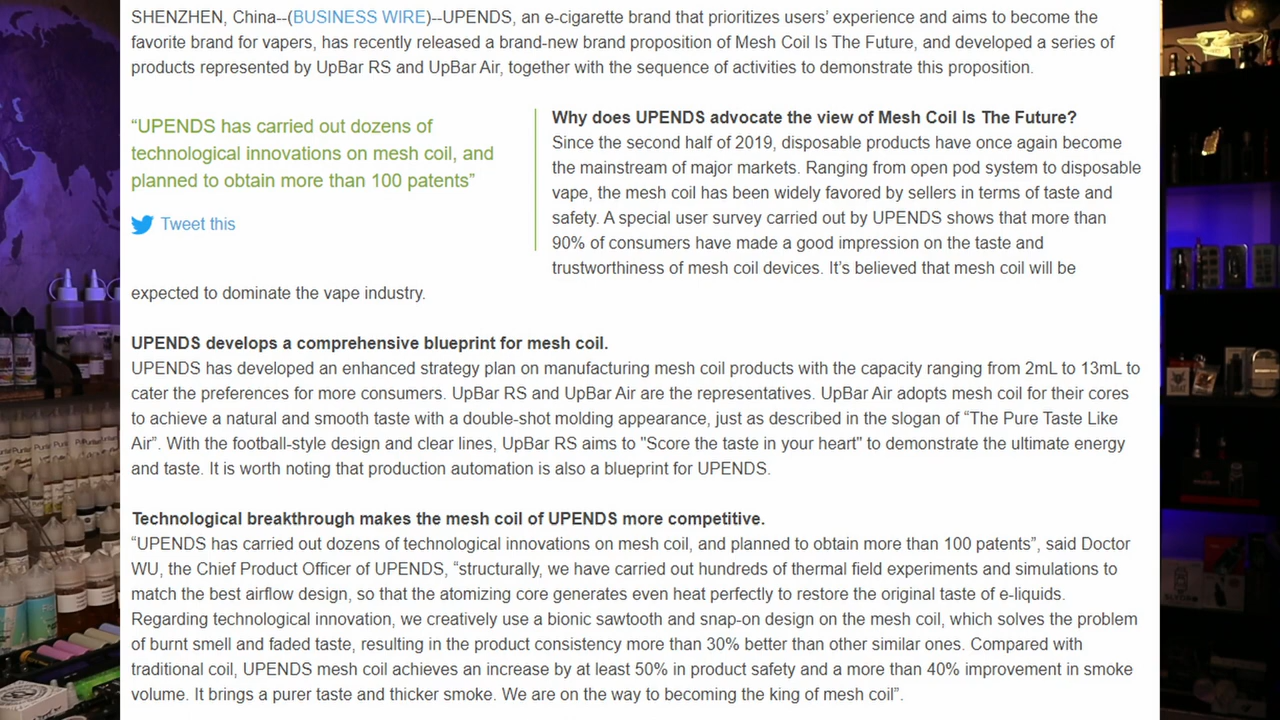 SHENZHEN, China--(BUSINESS WIRE)--UPENDS, an e-cigarette brand that prioritizes users’ experience and aims to become the
favorite brand for vapers, has recently released a brand-new brand proposition of Mesh Coil Is The Future, and developed a series of
products represented by UpBar RS and UpBar Air, together with the sequence of activities to demonstrate this proposition.
“UPENDS has carried out dozens of
technological innovations on mesh coil, and
planned to obtain more than 100 patents”
Tweet this
Why does UPENDS advocate the view of Mesh Coil Is The Future?
Since the second half of 2019, disposable products have once again become
the mainstream of major markets. Ranging from open pod system to disposable
vape, the mesh coil has been widely favored by sellers in terms of taste and
safety. A special user survey carried out by UPENDS shows that more than
90% of consumers have made a good impression on the taste and
trustworthiness of mesh coil devices. It’s believed that mesh coil will be
expected to dominate the vape industry.
UPENDS develops a comprehensive blueprint for mesh coil.
UPENDS has developed an enhanced strategy plan on manufacturing mesh coil products with the capacity ranging from 2mL to 13mL to
cater the preferences for more consumers. UpBar RS and UpBar Air are the representatives. UpBar Air adopts mesh coil for their cores
to achieve a natural and smooth taste with a double-shot molding appearance, just as described in the slogan of “The Pure Taste Like
Air”. With the football-style design and clear lines, UpBar RS aims to "Score the taste in your heart" to demonstrate the ultimate energy
and taste. It is worth noting that production automation is also a blueprint for UPENDS.
Technological breakthrough makes the mesh coil of UPENDS more competitive.
“UPENDS has carried out dozens of technological innovations on mesh coil, and planned to obtain more than 100 patents”, said Doctor
WU, the Chief Product Officer of UPENDS, “structurally, we have carried out hundreds of thermal field experiments and simulations to
match the best airflow design, so that the atomizing core generates even heat perfectly to restore the original taste of e-liquids.
Regarding technological innovation, we creatively use a bionic sawtooth and snap-on design on the mesh coil, which solves the problem
of burnt smell and faded taste, resulting in the product consistency more than 30% better than other similar ones. Compared with
traditional coil, UPENDS mesh coil achieves an increase by at least 50% in product safety and a more than 40% improvement in smoke
volume. It brings a purer taste and thicker smoke. We are on the way to becoming the king of mesh coil”.